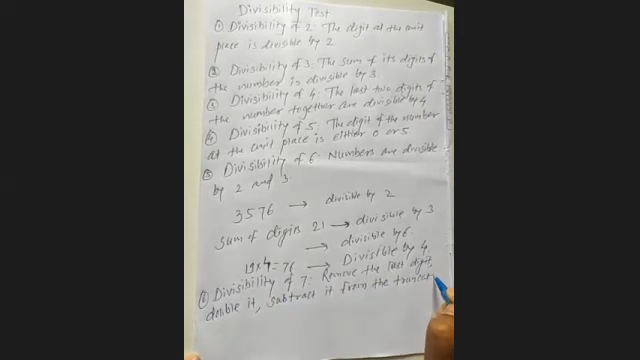 Divisibility Test
① Divisibility of 2: The digit at the unit
place is divisible by 2
② Divisibility of 3: The sum of its digits of
the number is divisible by 3
③ Divisibility of 4: The last two digits of
the number together are divisible by 4
④ Divisibility of 5: The digit of the number
at the unit place is either 0 or 5
⑤ Divisibility of 6: Numbers are divisible
by 2 and 3
3576 → divisible by 2
sum of digits 21 → divisible by 3
→ divisible by 6.
19×4=76 → Divisible by 4
⑥ Divisibility of 7: Remove the last digit,
double it, subtract it from the truncat